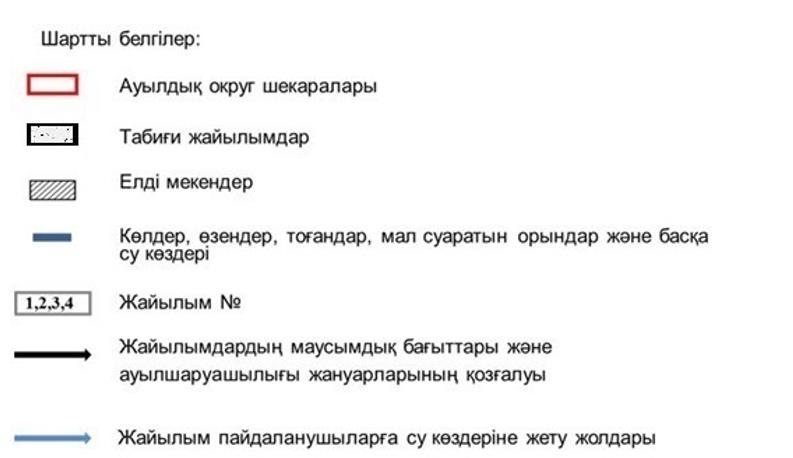 Шартты белгілер:
Ауылдық округ шекаралары
Табиғи жайылымдар
Елді мекендер
Көлдер, өзендер, тоғандар, мал суаратын орындар және басқа
су көздері
1,2,3,4 Жайылым №
Жайылымдардың маусымдық бағыттары және
ауылшаруашылығы жануарларының қозғалуы
Жайылым пайдаланушыларға су көздеріне жету жолдары